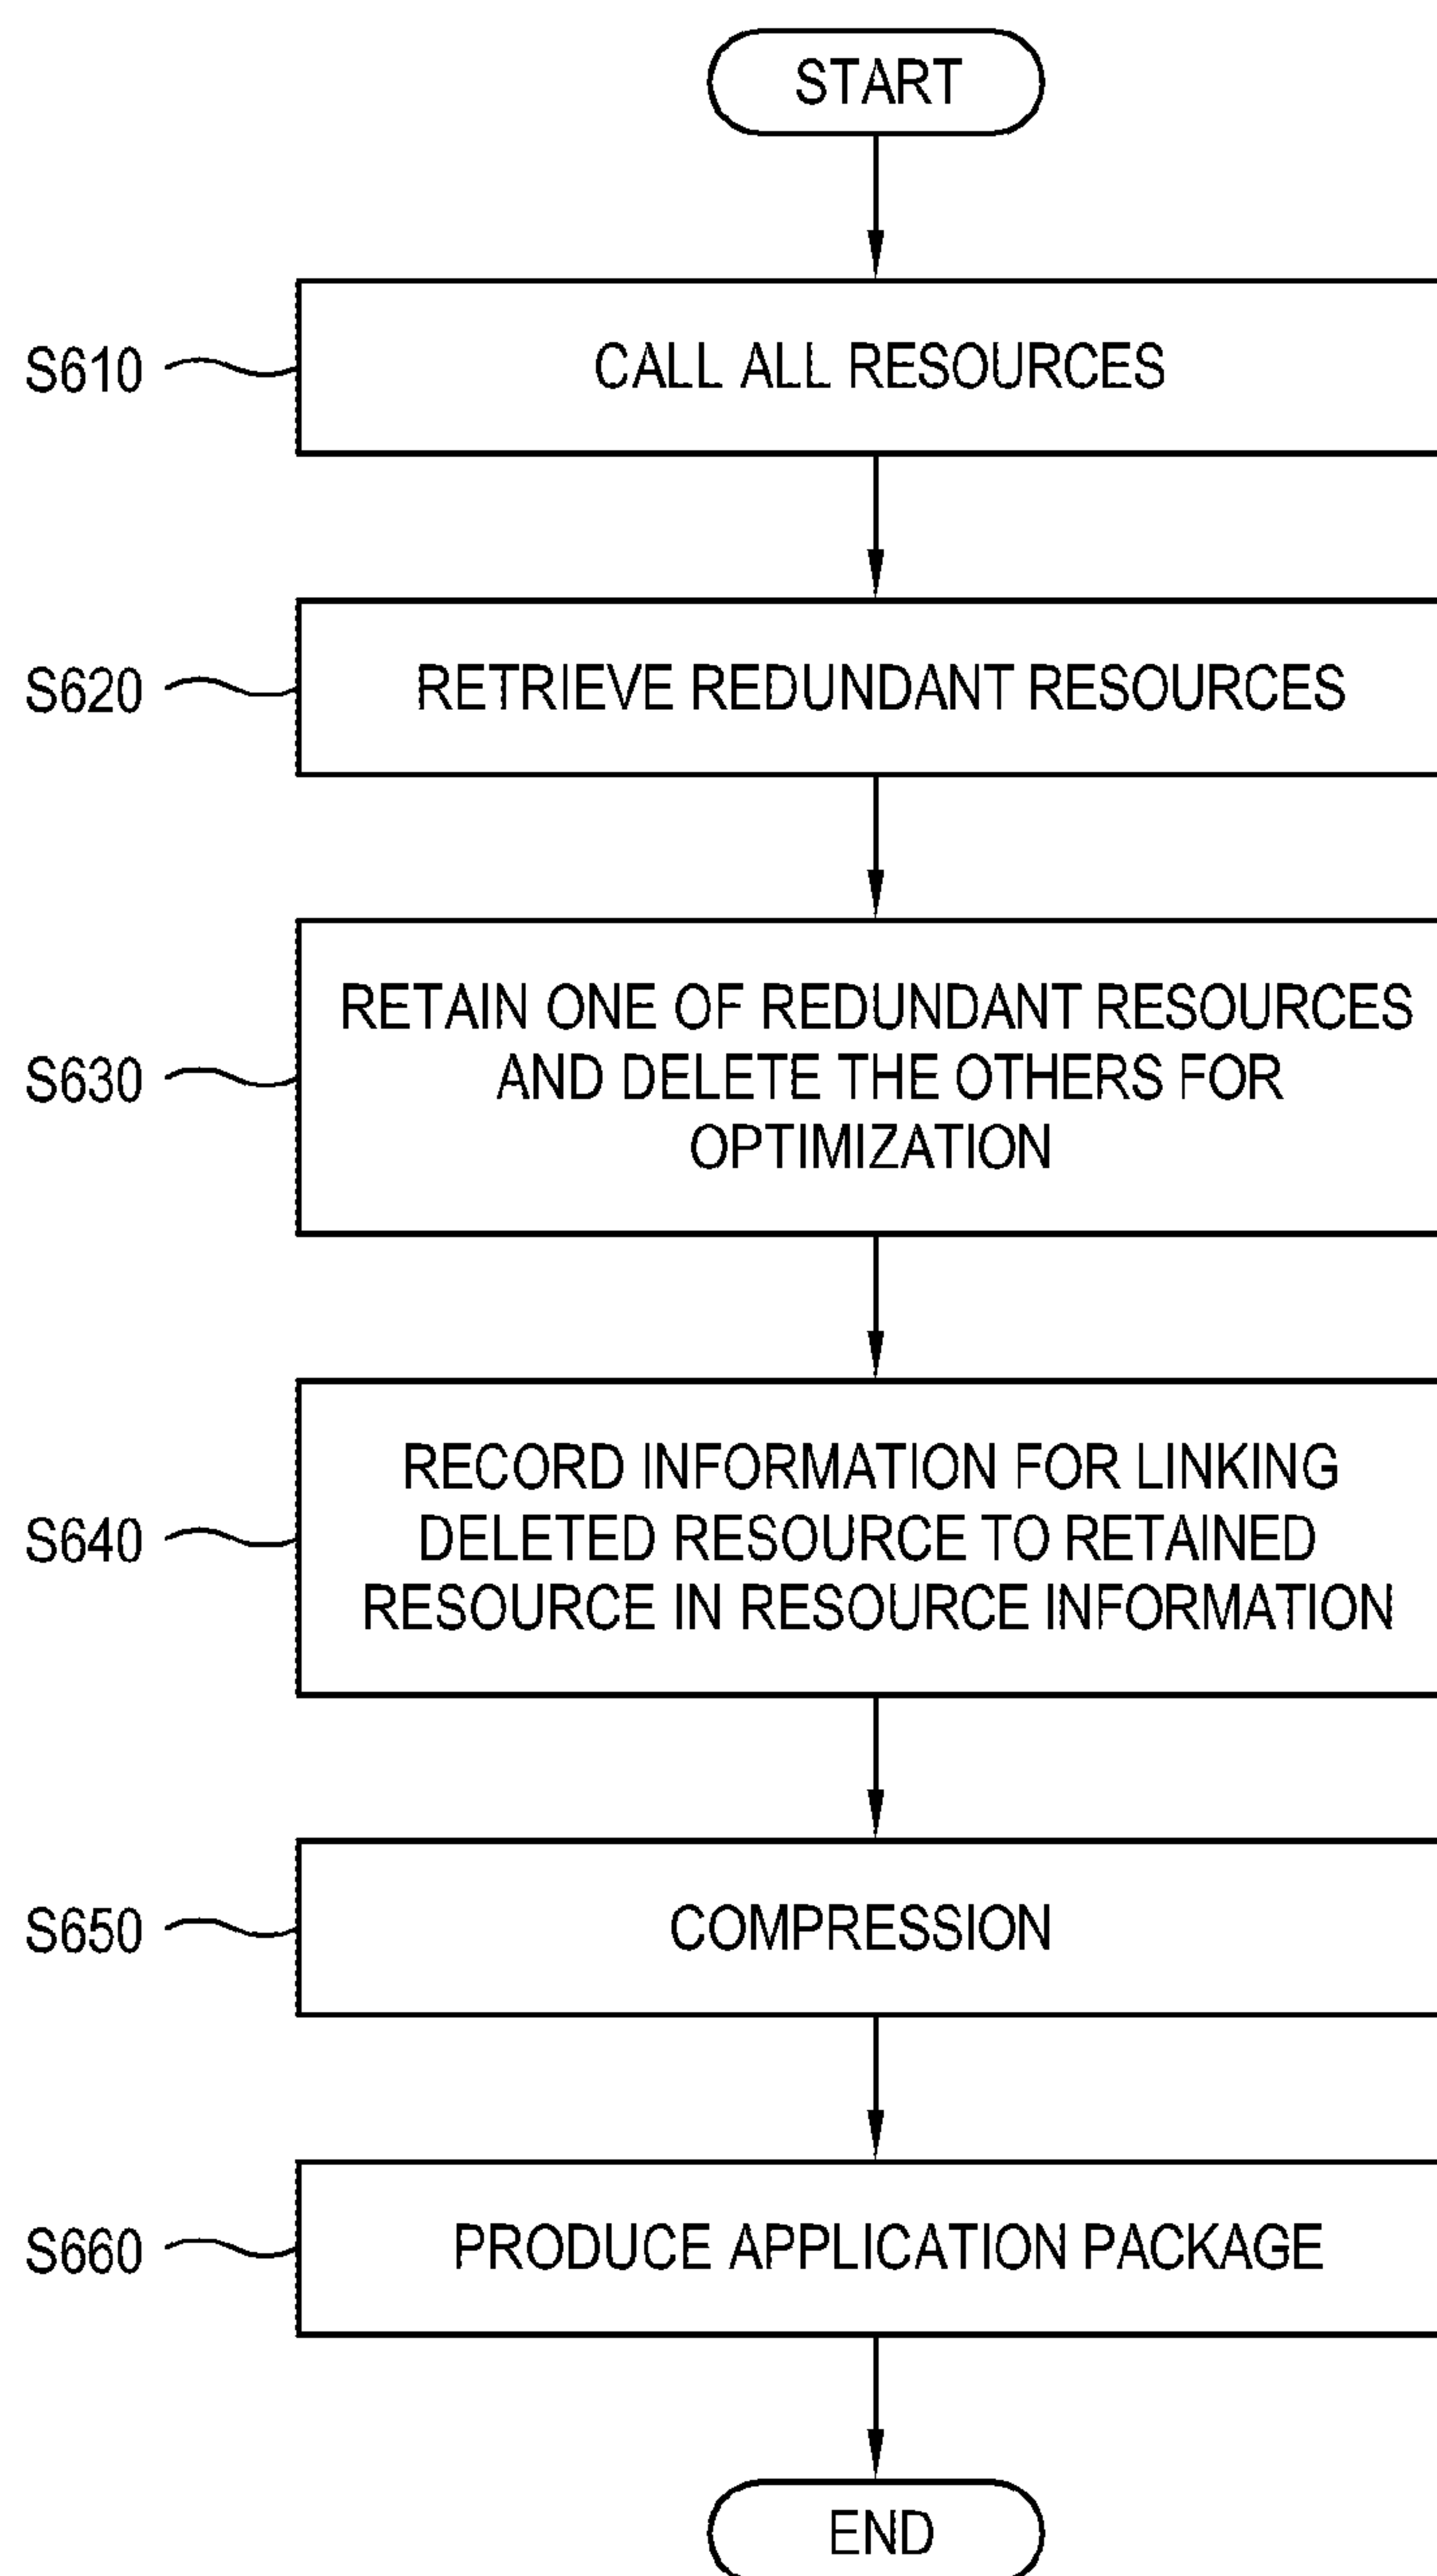 START
S610
CALL ALL RESOURCES
S620
RETRIEVE REDUNDANT RESOURCES
S630
RETAIN ONE OF REDUNDANT RESOURCES
AND DELETE THE OTHERS FOR
OPTIMIZATION
S640
RECORD INFORMATION FOR LINKING
DELETED RESOURCE TO RETAINED
RESOURCE IN RESOURCE INFORMATION
S650
COMPRESSION
S660
PRODUCE APPLICATION PACKAGE
END